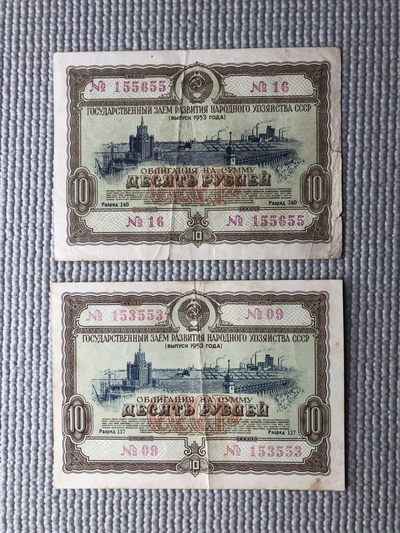 № 155655 № 16
ГОСУДАРСТВЕННЫЙ ЗАЕМ РАЗВИТИЯ НАРОДНОГО ХОЗЯЙСТВА СССР
(ВЫПУСК 1953 ГОДА)
ОБЛИГАЦИЯ НА СУММУ
10 ДЕСЯТЬ РУБЛЕЙ 10
Разряд 140 Разряд 140
№ 16 № 155655
10
№ 153553 № 09
ГОСУДАРСТВЕННЫЙ ЗАЕМ РАЗВИТИЯ НАРОДНОГО ХОЗЯЙСТВА СССР
(ВЫПУСК 1953 ГОДА)
ОБЛИГАЦИЯ НА СУММУ
10 ДЕСЯТЬ РУБЛЕЙ 10
Разряд 117 Разряд 117
№ 09 № 153553
10